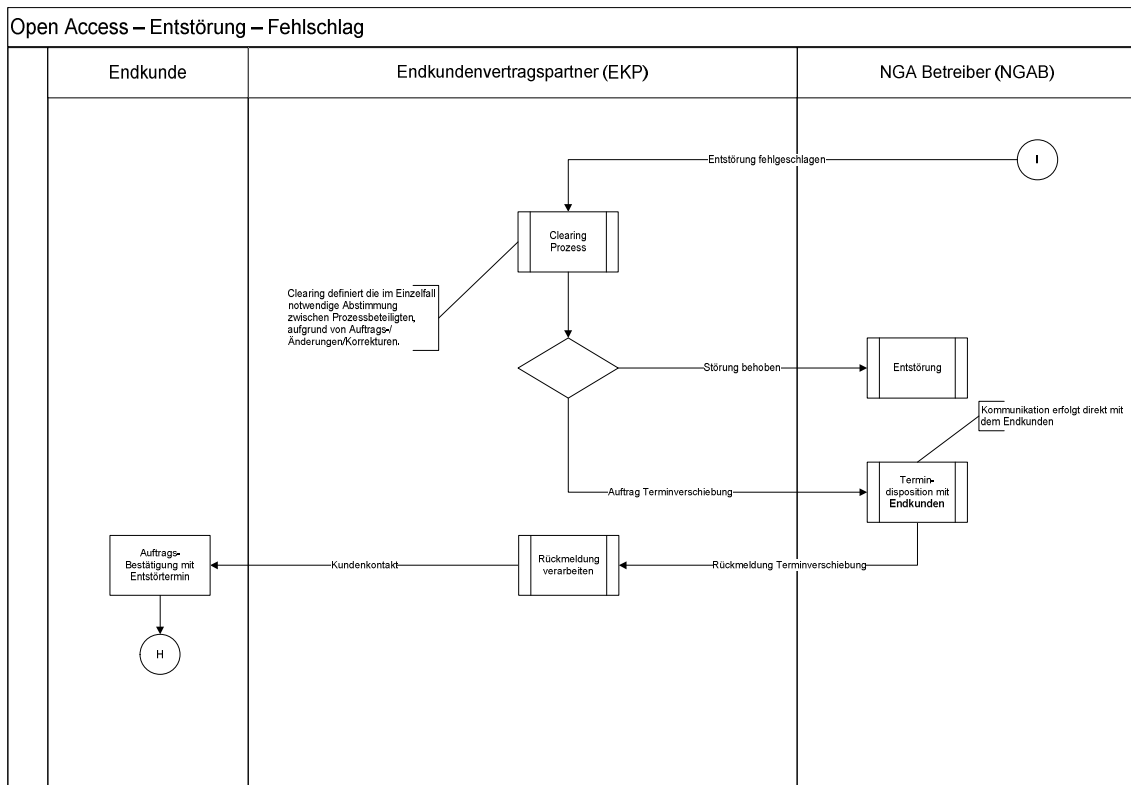 Open Access – Entstörung – Fehlschlag
Endkunde
Endkundenvertragspartner (EKP)
NGA Betreiber (NGAB)
Entstörung fehlgeschlagen
I
Clearing
Prozess
Clearing definiert die im Einzelfall
notwendige Abstimmung
zwischen Prozessbeteiligten,
aufgrund von Auftrags-/
Änderungen/Korrekturen.
Störung behoben
Entstörung
Kommunikation erfolgt direkt mit
dem Endkunden
Auftrag Terminverschiebung
Termin-
disposition mit
Endkunden
Auftrags-
Bestätigung mit
Entstörtermin
Kundenkontakt
Rückmeldung
verarbeiten
Rückmeldung Terminverschiebung
H